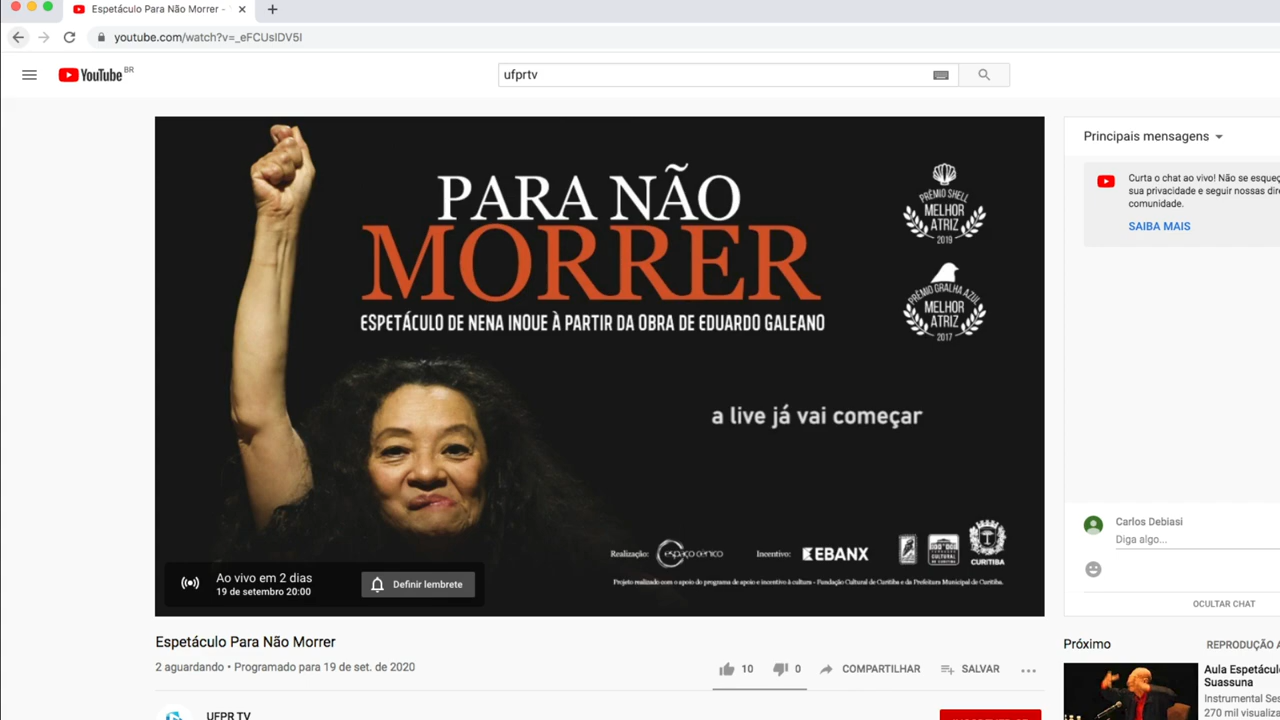 Espetáculo Para Não Morrer -
youtube.com/watch?v=_eFCUsIDV5I
YouTube BR
ufprtv
PARA NÃO
MORRER
ESPETÁCULO DE NENA INOUE À PARTIR DA OBRA DE EDUARDO GALEANO
PRÊMIO SHELL
MELHOR
ATRIZ
2019
PRÊMIO GRALHA AZUL
MELHOR
ATRIZ
2017
a live já vai começar
Realização: espaço cênico
Incentivo: EBANX
CURITIBA
Projeto realizado com o apoio do programa de apoio e incentivo à cultura - Fundação Cultural de Curitiba e da Prefeitura Municipal de Curitiba.
Ao vivo em 2 dias
19 de setembro 20:00
Definir lembrete
Espetáculo Para Não Morrer
2 aguardando • Programado para 19 de set. de 2020
10
0
COMPARTILHAR
SALVAR
UFPR TV
Principais mensagens
Curta o chat ao vivo! Não se esqueç
sua privacidade e seguir nossas dire
comunidade.
SAIBA MAIS
Carlos Debiasi
Diga algo...
OCULTAR CHAT
Próximo
REPRODUÇÃO A
Aula Espetácul
Suassuna
Instrumental Ses
270 mil visualiza